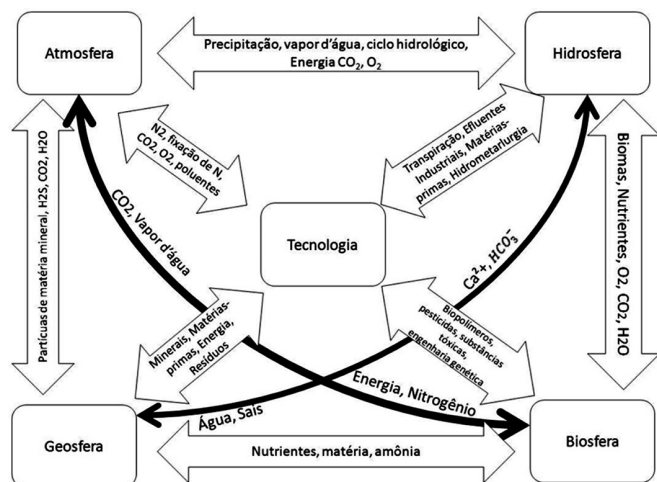 Atmosfera
Precipitação, vapor d'água, ciclo hidrológico,
Energia CO₂, O₂
Hidrosfera
N2, fixação de N,
CO2, O2, poluentes
Transpiração, Efluentes
Industriais, Matérias-
primas, Hidrometarlurgia
Partícuas de matéria mineral, H2S, CO2, H2O
CO2, Vapor d'água
Tecnologia
Ca²+, HCO₃⁻
Biomas, Nutrientes, O2, CO2, H2O
Minerais, Matérias-
primas, Energia,
Resíduos
Biopolímeros,
pesticidas, substâncias
tóxicas,
engenharia genética
Água, Sais
Energia, Nitrogênio
Geosfera
Nutrientes, matéria, amônia
Biosfera